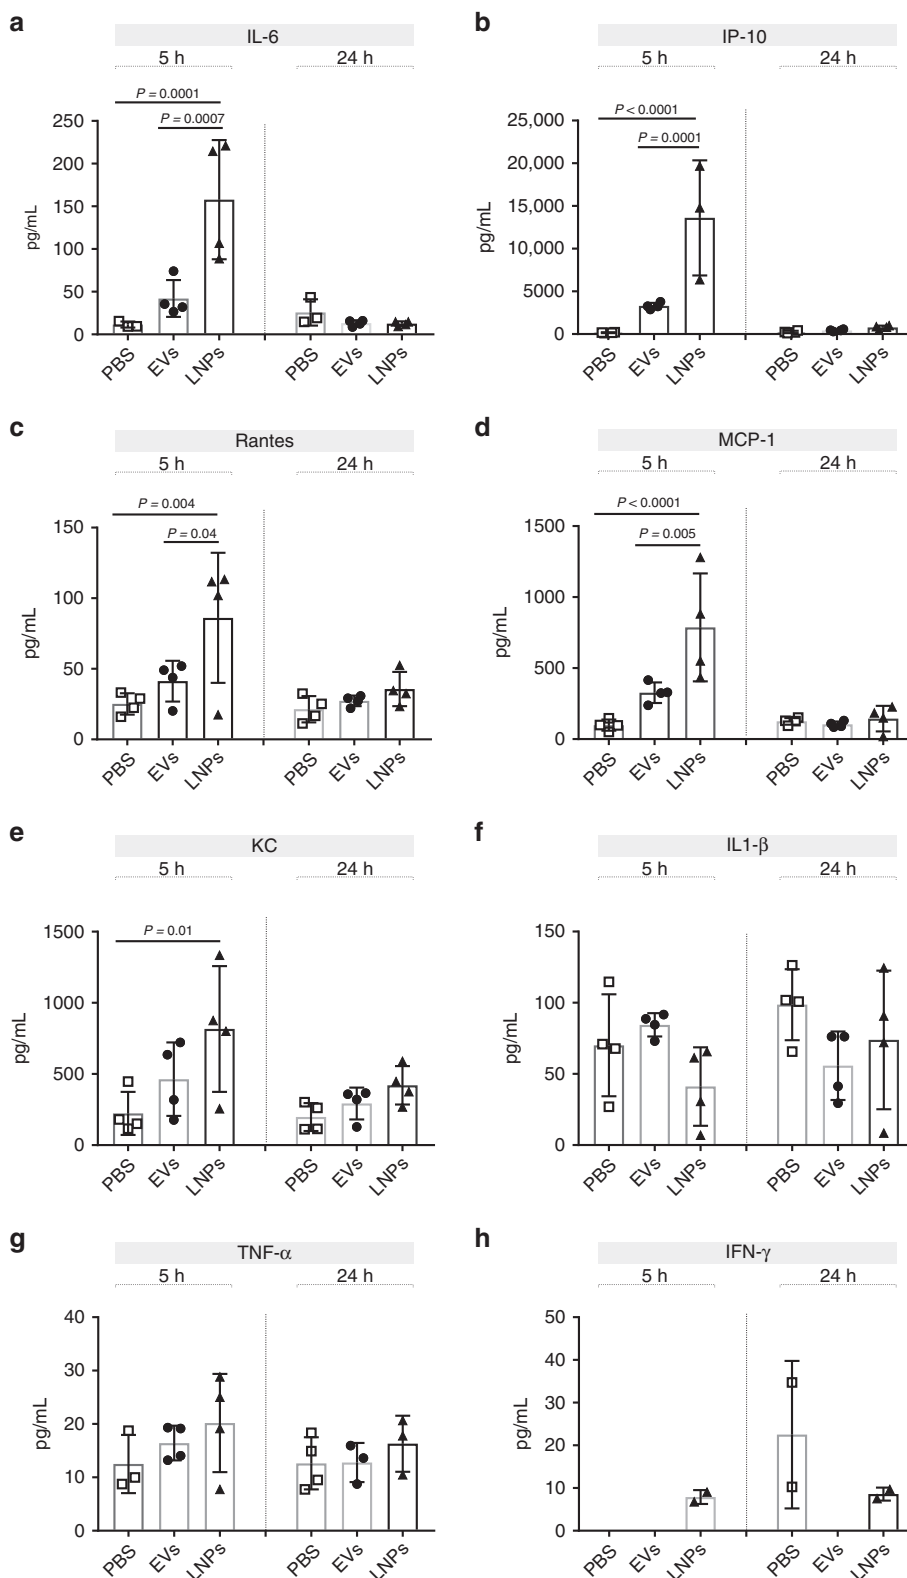 a
IL-6
5 h
24 h
P = 0.0001
P = 0.0007
250
200
150
100
50
0
pg/mL
PBS
EVs
LNPs
PBS
EVs
LNPs
b
IP-10
5 h
24 h
P < 0.0001
P = 0.0001
25,000
20,000
15,000
10,000
5000
0
pg/mL
PBS
EVs
LNPs
PBS
EVs
LNPs
c
Rantes
5 h
24 h
P = 0.004
P = 0.04
150
100
50
0
pg/mL
PBS
EVs
LNPs
PBS
EVs
LNPs
d
MCP-1
5 h
24 h
P < 0.0001
P = 0.005
1500
1000
500
0
pg/mL
PBS
EVs
LNPs
PBS
EVs
LNPs
e
KC
5 h
24 h
P = 0.01
1500
1000
500
0
pg/mL
PBS
EVs
LNPs
PBS
EVs
LNPs
f
IL1-β
5 h
24 h
150
100
50
0
pg/mL
PBS
EVs
LNPs
PBS
EVs
LNPs
g
TNF-α
5 h
24 h
40
30
20
10
0
pg/mL
PBS
EVs
LNPs
PBS
EVs
LNPs
h
IFN-γ
5 h
24 h
50
40
30
20
10
0
pg/mL
PBS
EVs
LNPs
PBS
EVs
LNPs